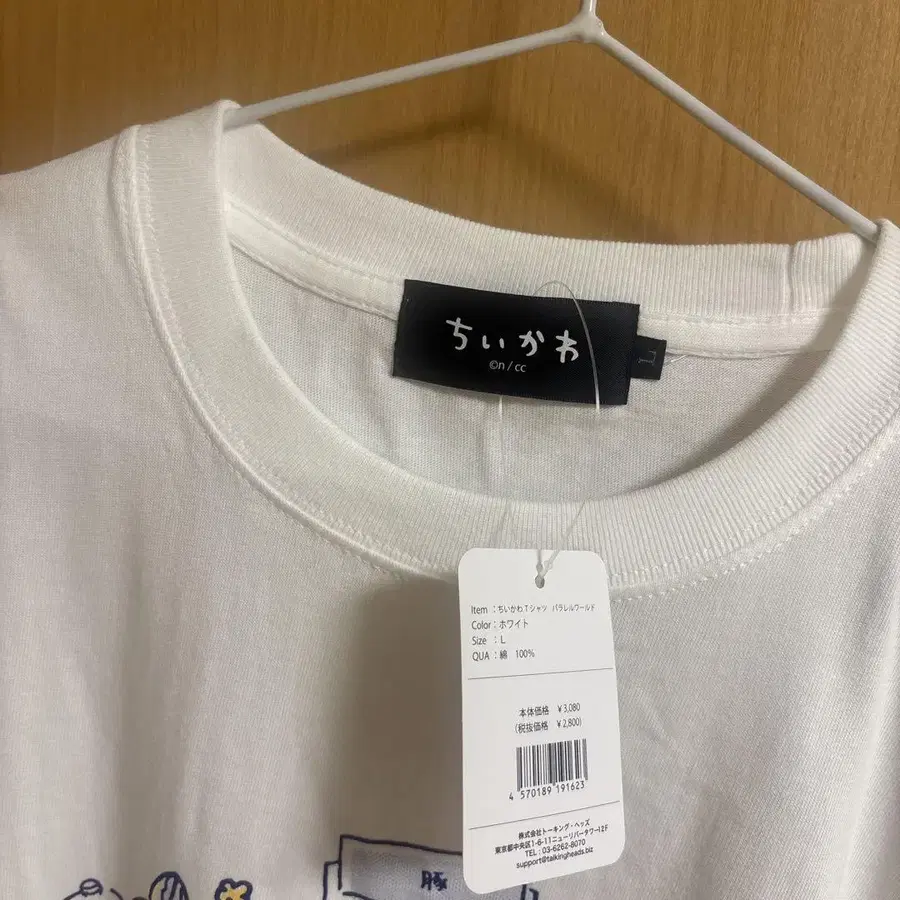 ちいかわ
©n / cc
L
Item ：ちいかわTシャツ パラレルワールド
Color：ホワイト
Size ：L
QUA ：綿 100%
本体価格 ￥3,080
(税抜価格 ￥2,800)
4 570189 191623
株式会社トーキング・ヘッズ
東京都中央区1-6-11ニューリバータワー12F
TEL : 03-6262-8070
support@talkingheads.biz
豚